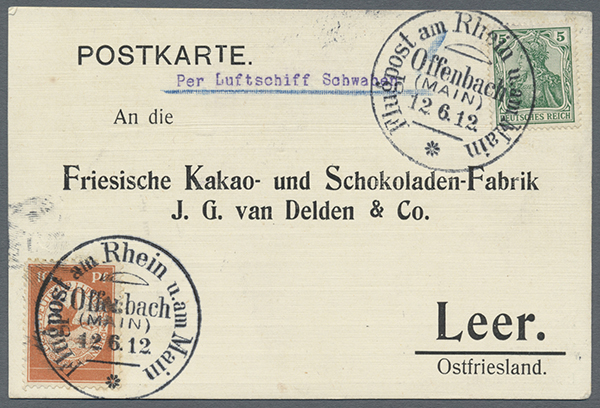 POSTKARTE.
Per Luftschiff Schwaben
Flugpost am Rhein u. am Main
Offenbach
(MAIN)
12.6.12.
*
5
DEUTSCHES REICH
An die
Friesische Kakao- und Schokoladen-Fabrik
J. G. van Delden & Co.
10 Pf
Flugpost am Rhein u. am Main
Offenbach
(MAIN)
12.6.12
*
Leer.
Ostfriesland.